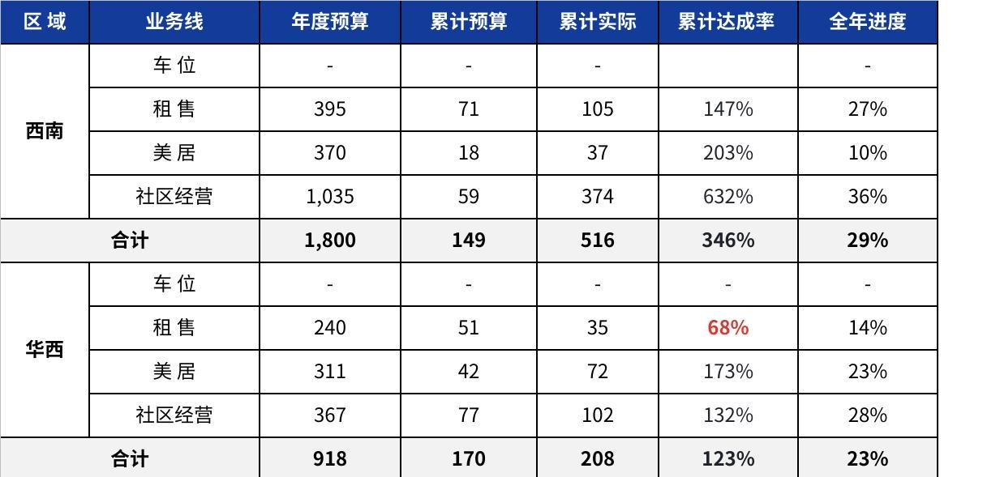 区 域 业务线 年度预算 累计预算 累计实际 累计达成率 全年进度
西南
车 位 - - - -
租 售 395 71 105 147% 27%
美 居 370 18 37 203% 10%
社区经营 1,035 59 374 632% 36%
合计 1,800 149 516 346% 29%
华西
车 位 - - - - -
租 售 240 51 35 68% 14%
美 居 311 42 72 173% 23%
社区经营 367 77 102 132% 28%
合计 918 170 208 123% 23%